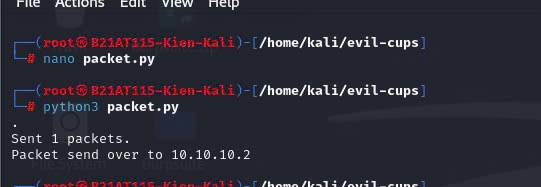 File Actions Edit View Help
┌──(root㉿B21AT115-Kien-Kali)-[/home/kali/evil-cups]
└─# nano packet.py
┌──(root㉿B21AT115-Kien-Kali)-[/home/kali/evil-cups]
└─# python3 packet.py
.
Sent 1 packets.
Packet send over to 10.10.10.2
┌──(root㉿B21AT115-Kien-Kali)-[/home/kali/evil-cups]